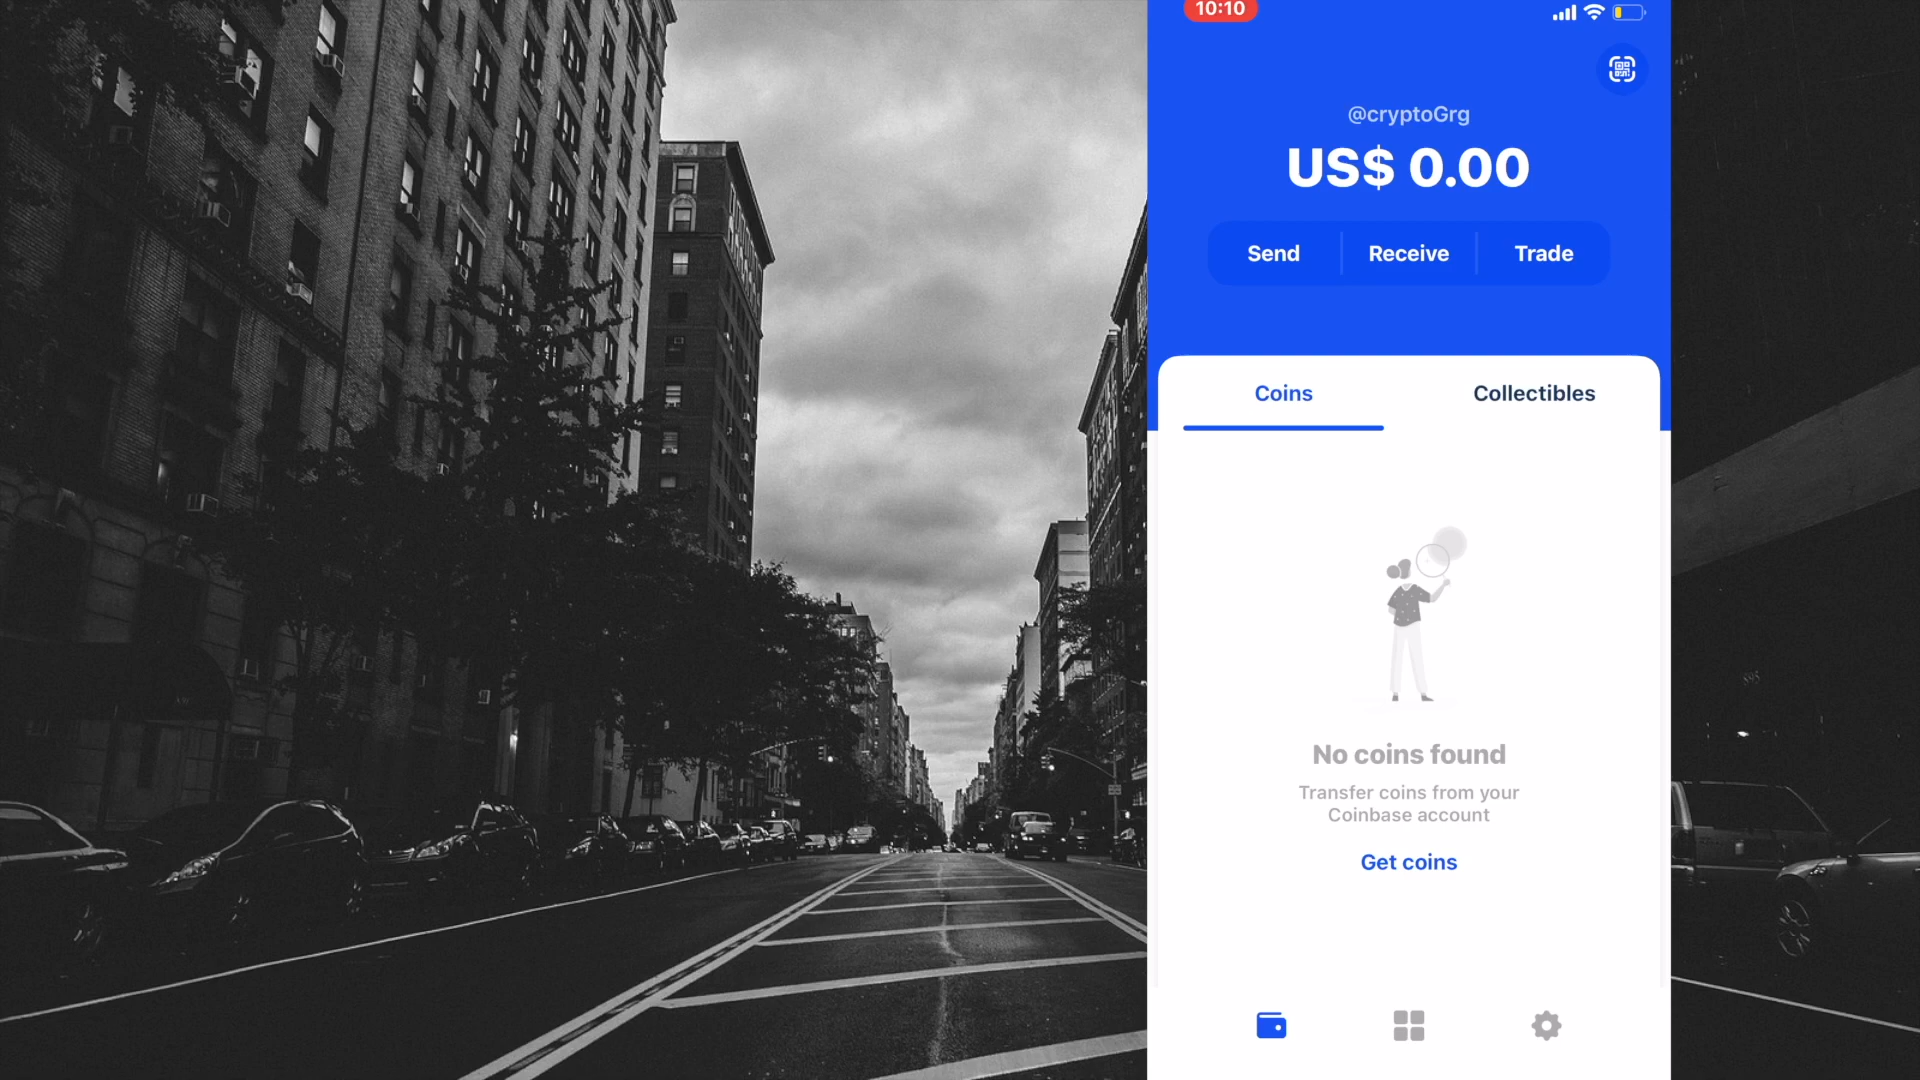 10:10
@cryptoGrg
US$ 0.00
Send Receive Trade
Coins Collectibles
No coins found
Transfer coins from your
Coinbase account
Get coins